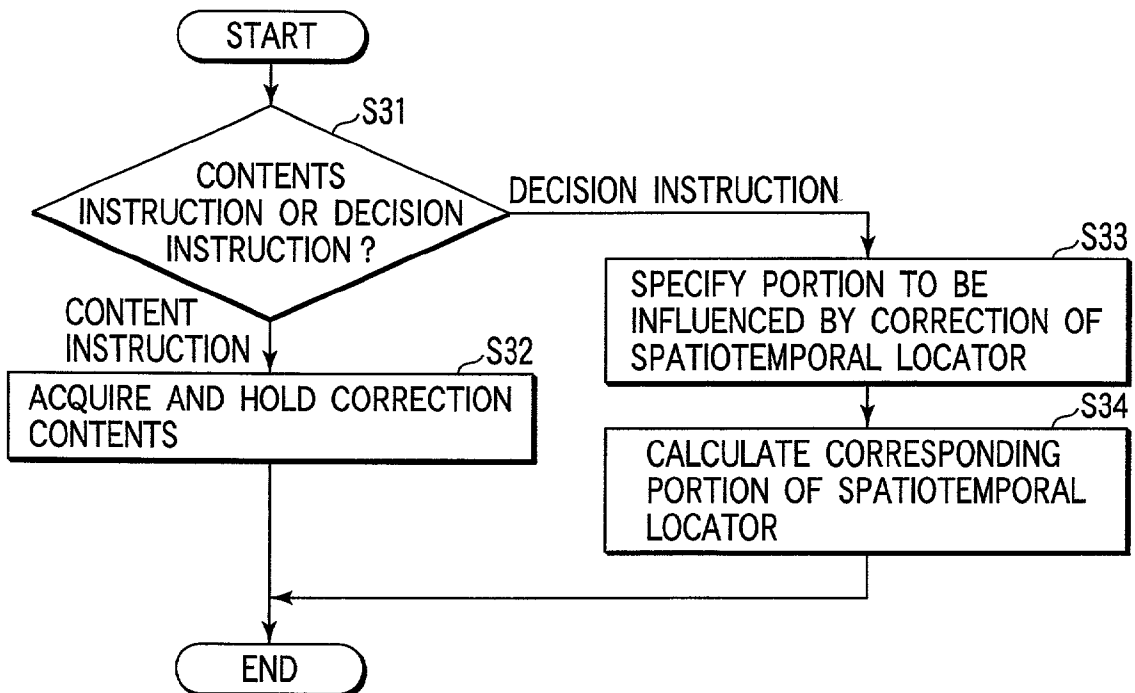 START
S31
CONTENTS
INSTRUCTION OR DECISION
INSTRUCTION ?
DECISION INSTRUCTION
CONTENT
INSTRUCTION
S32
ACQUIRE AND HOLD CORRECTION
CONTENTS
S33
SPECIFY PORTION TO BE
INFLUENCED BY CORRECTION OF
SPATIOTEMPORAL LOCATOR
S34
CALCULATE CORRESPONDING
PORTION OF SPATIOTEMPORAL
LOCATOR
END